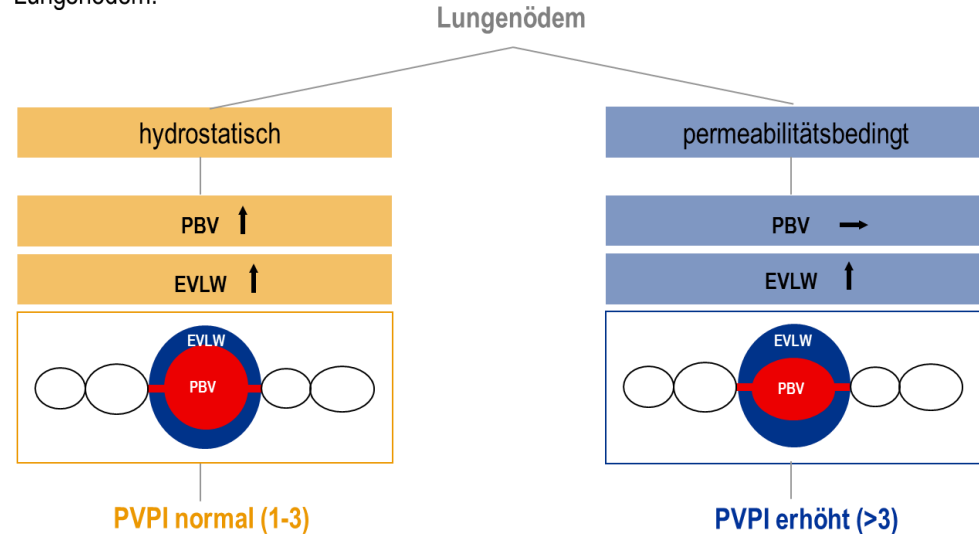 Lungenödem.
Lungenödem
hydrostatisch
permeabilitätsbedingt
PBV
PBV
EVLW
EVLW
EVLW
PBV
EVLW
PBV
PVPI normal (1-3)
PVPI erhöht (>3)